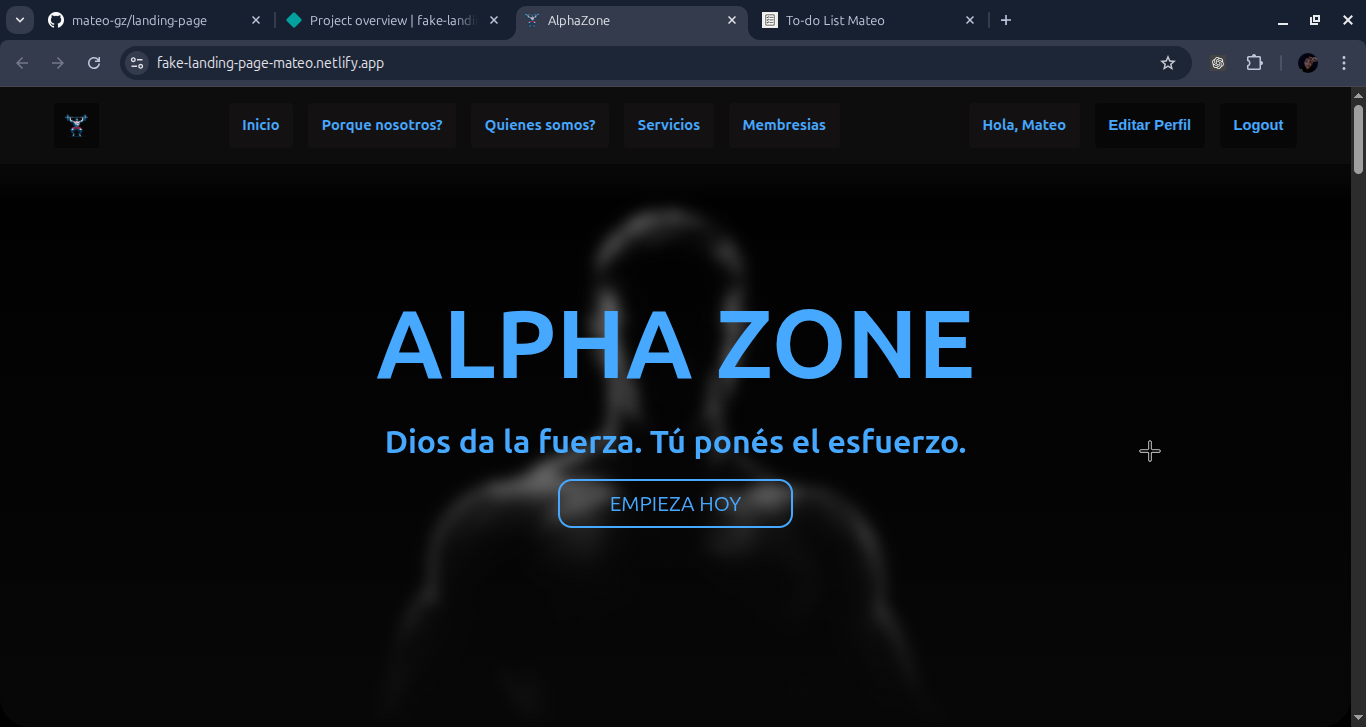 mateo-gz/landing-page
Project overview | fake-landi
AlphaZone
To-do List Mateo
fake-landing-page-mateo.netlify.app
Inicio
Porque nosotros?
Quienes somos?
Servicios
Membresias
Hola, Mateo
Editar Perfil
Logout
ALPHA ZONE
Dios da la fuerza. Tú ponés el esfuerzo.
EMPIEZA HOY